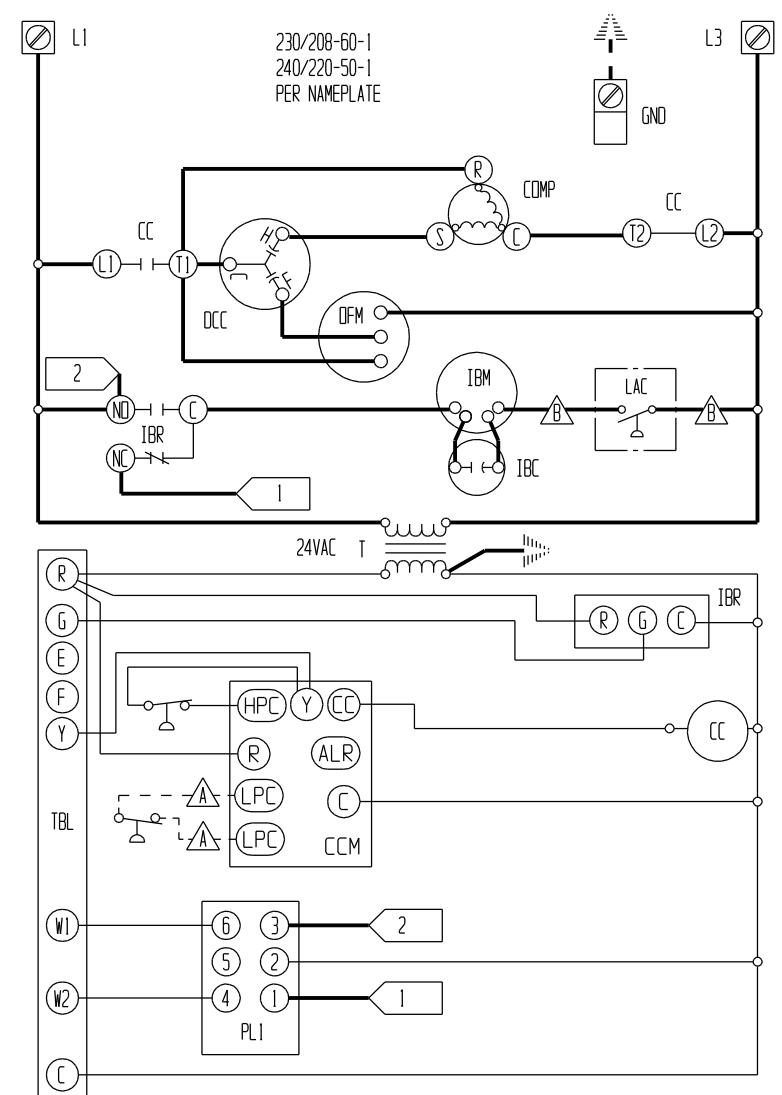 L1
230/208-60-1
240/220-50-1
PER NAMEPLATE
L3
GND
R
COMP
CC
CC
S
C
T2
L2
L1
T1
H
C
F
DCC
OFM
2
IBM
LAC
NO
C
B
B
IBR
NC
IBC
1
24VAC T
R
IBR
G
R
G
C
E
F
HPC
Y
CC
Y
CC
R
ALR
A
LPC
C
TBL
A
LPC
CCM
W1
6
3
2
5
2
W2
4
1
1
PL1
C